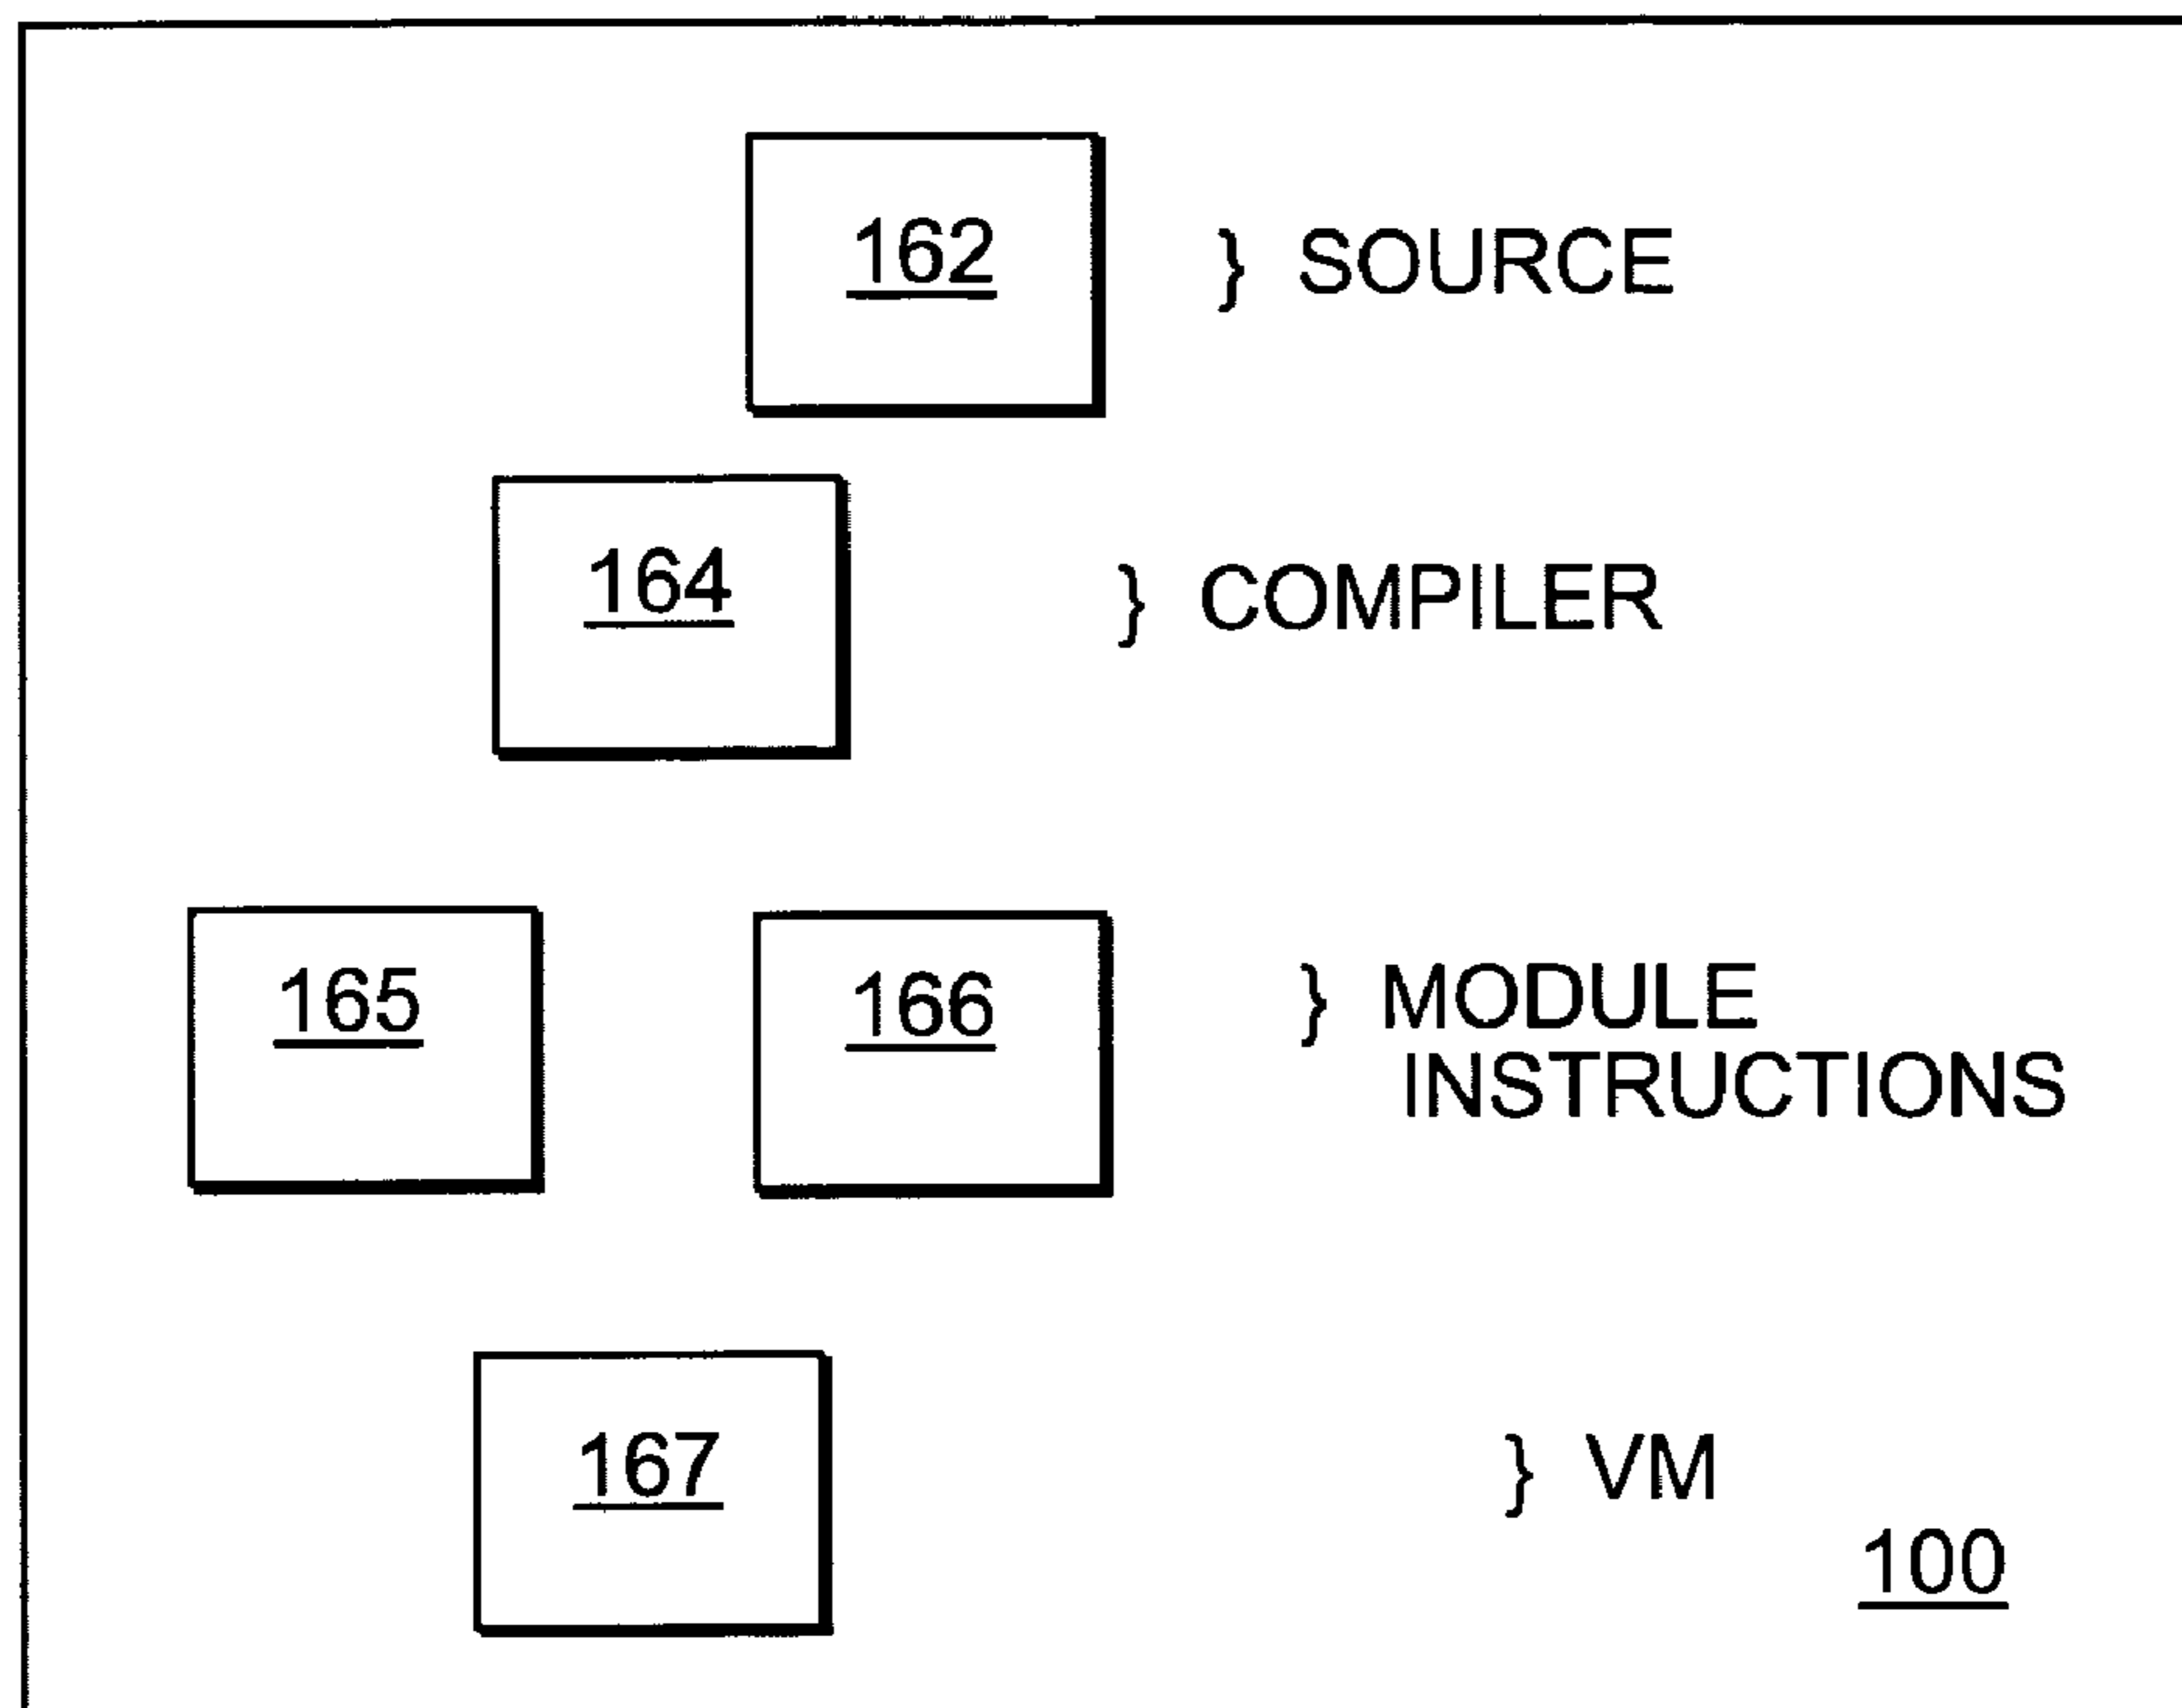 162 } SOURCE
164 } COMPILER
165 166 } MODULE
INSTRUCTIONS
167 } VM
100